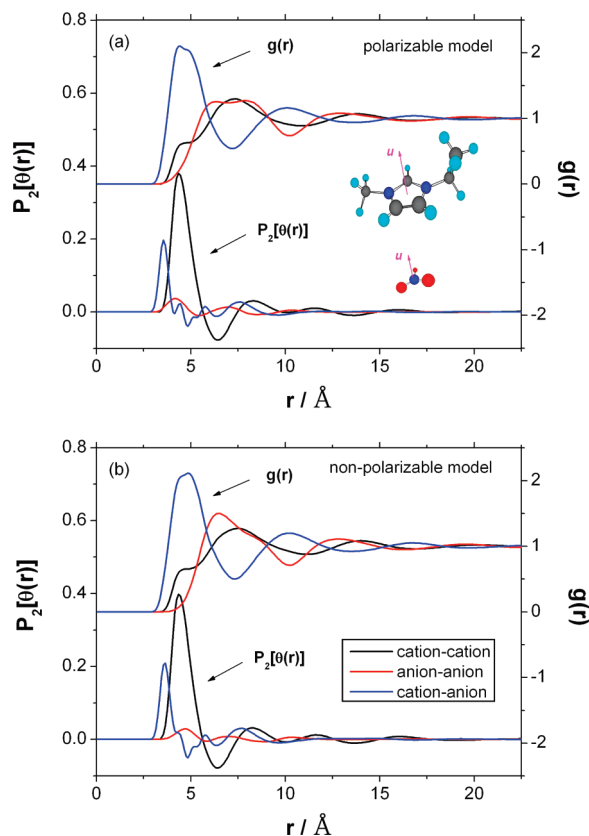 (a)
polarizable model
g(r)
P₂[θ(r)]
u
u
0.8
0.6
0.4
0.2
0.0
2
1
0
-1
-2
P₂[θ(r)]
g(r)
0 5 10 15 20
r / Å
(b)
non-polarizable model
g(r)
P₂[θ(r)]
cation-cation
anion-anion
cation-anion
0.8
0.6
0.4
0.2
0.0
2
1
0
-1
-2
P₂[θ(r)]
g(r)
0 5 10 15 20
r / Å